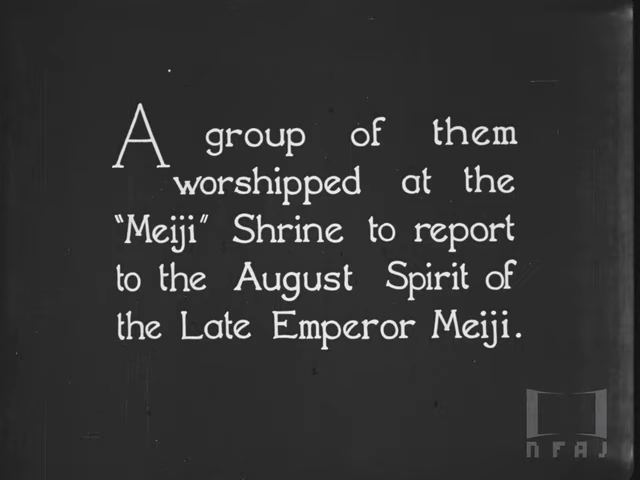 A group of them
worshipped at the
"Meiji" Shrine to report
to the August Spirit of
the Late Emperor Meiji.
NFAJ